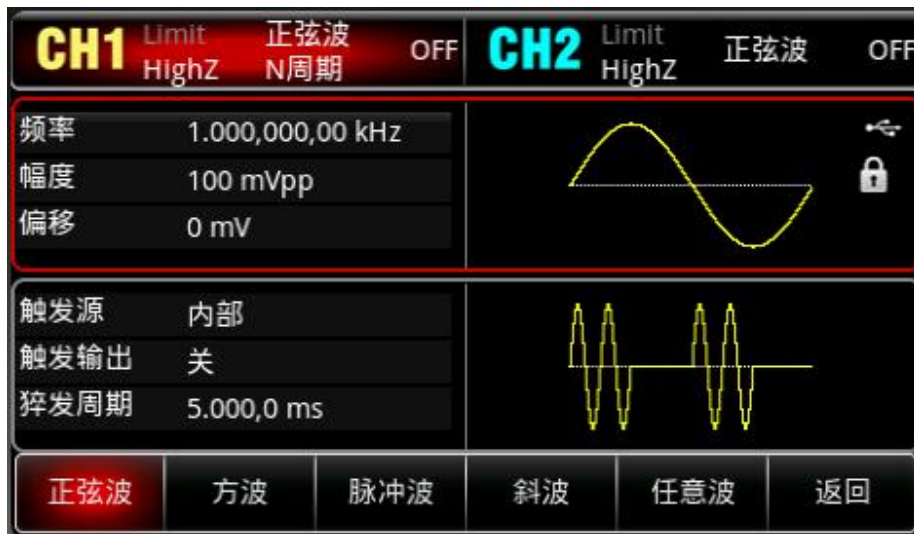 CH1 Limit 正弦波 OFF CH2 Limit 正弦波 OFF
HighZ N周期 HighZ
频率 1.000,000,00 kHz
幅度 100 mVpp
偏移 0 mV
触发源 内部
触发输出 关
猝发周期 5.000,0 ms
正弦波 方波 脉冲波 斜波 任意波 返回